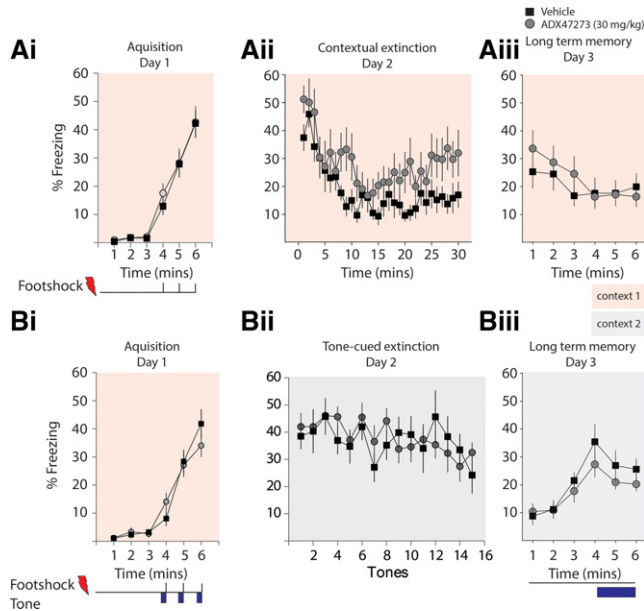 Vehicle
ADX47273 (30 mg/kg)
Ai
Aquisition
Day 1
Aii
Contextual extinction
Day 2
Aiii
Long term memory
Day 3
% Freezing
60
50
40
30
20
10
1 2 3 4 5 6
Time (mins)
Footshock
60
50
40
30
20
10
0 5 10 15 20 25 30
Time (mins)
60
50
40
30
20
10
1 2 3 4 5 6
Time (mins)
context 1
context 2
Bi
Aquisition
Day 1
Bii
Tone-cued extinction
Day 2
Biii
Long term memory
Day 3
% Freezing
60
50
40
30
20
10
0
1 2 3 4 5 6
Time (mins)
Footshock
Tone
60
50
40
30
20
10
0
2 4 6 8 10 12 14 16
Tones
60
50
40
30
20
10
0
1 2 3 4 5 6
Time (mins)